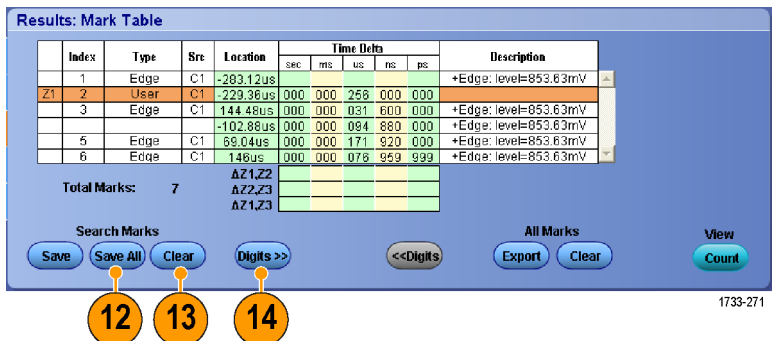 Results: Mark Table
Index Type Src Location Time Delta Description
sec ms us ns ps
1 Edge C1 -283.12us +Edge: level=853.63mV
Z1 2 User C1 -229.36us 000 000 256 000 000
3 Edge C1 144.48us 000 000 031 600 000 +Edge: level=853.63mV
-102.88us 000 000 094 880 000 +Edge: level=853.63mV
5 Edge C1 69.04us 000 000 171 920 000 +Edge: level=853.63mV
6 Edge C1 146us 000 000 076 959 999 +Edge: level=853.63mV
Total Marks: 7
ΔZ1,Z2
ΔZ2,Z3
ΔZ1,Z3
Search Marks All Marks View
Save Save All Clear Digits >> <<Digits Export Clear Count
12 13 14
1733-271